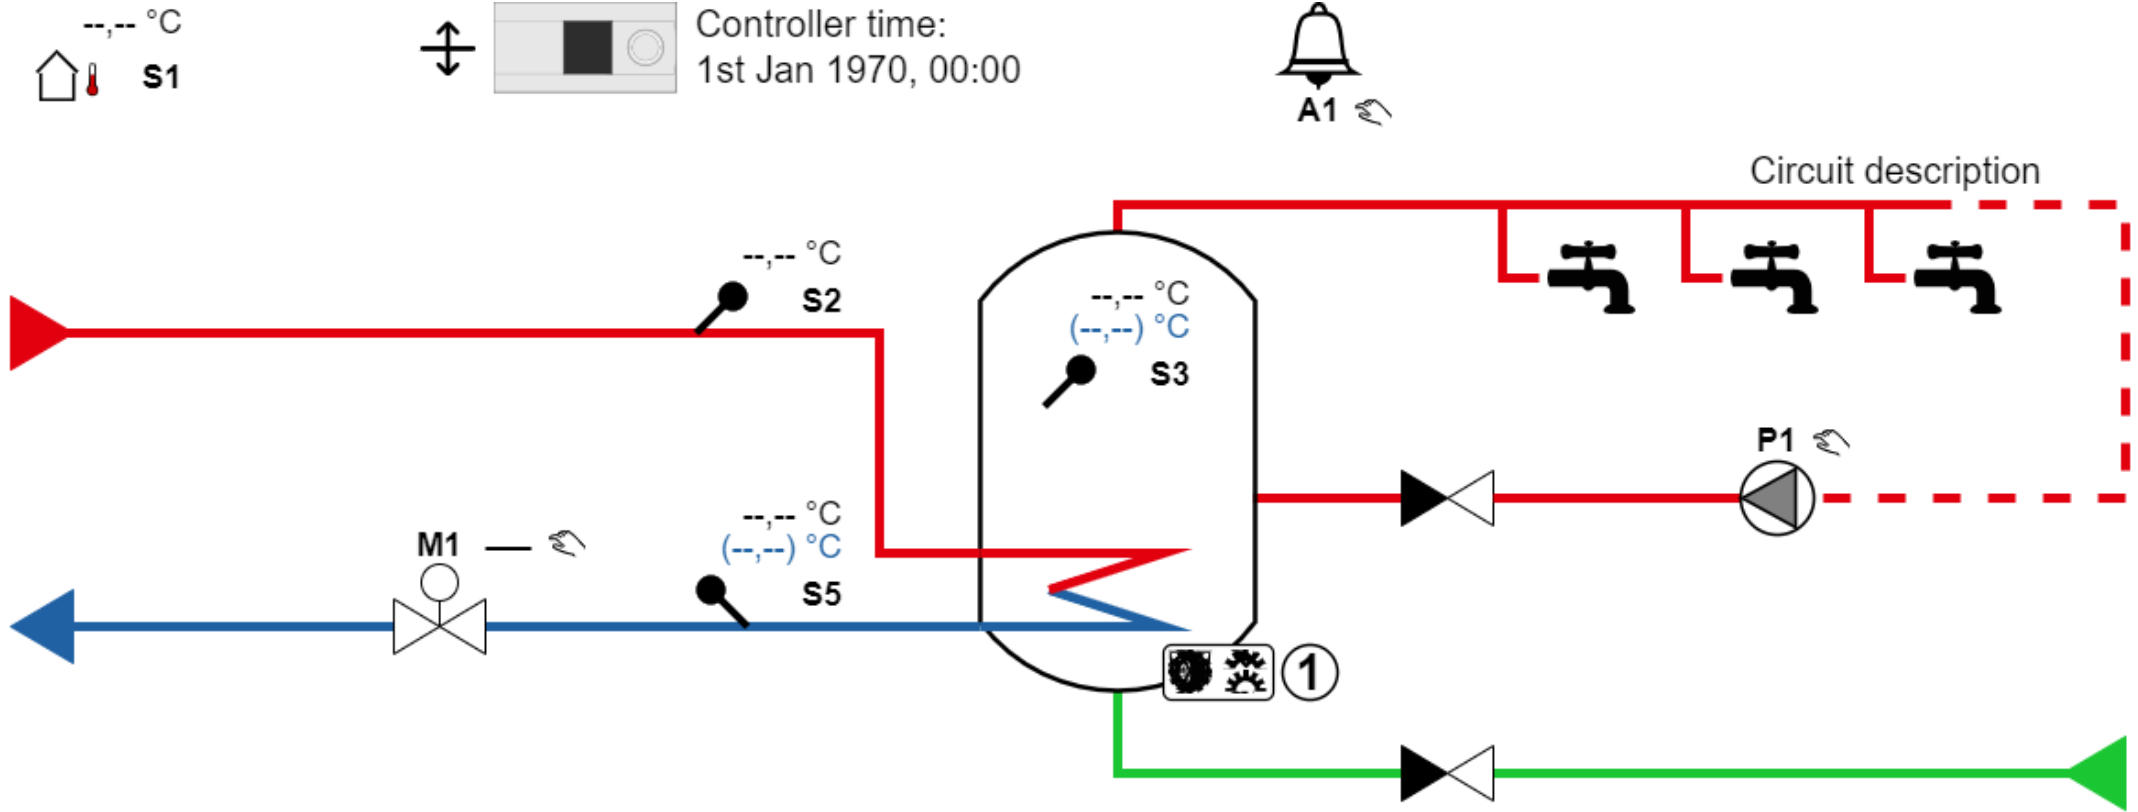 --,-- °C
S1
Controller time:
1st Jan 1970, 00:00
A1
Circuit description
--,-- °C
S2
--,-- °C
(--,--) °C
S3
P1
--,-- °C
(--,--) °C
S5
M1
1